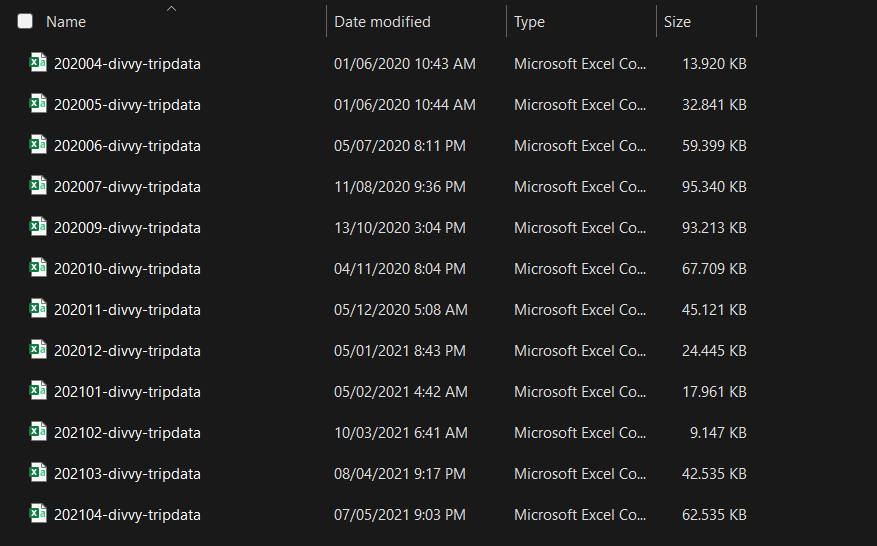 Name Date modified Type Size
202004-divvy-tripdata 01/06/2020 10:43 AM Microsoft Excel Co... 13.920 KB
202005-divvy-tripdata 01/06/2020 10:44 AM Microsoft Excel Co... 32.841 KB
202006-divvy-tripdata 05/07/2020 8:11 PM Microsoft Excel Co... 59.399 KB
202007-divvy-tripdata 11/08/2020 9:36 PM Microsoft Excel Co... 95.340 KB
202009-divvy-tripdata 13/10/2020 3:04 PM Microsoft Excel Co... 93.213 KB
202010-divvy-tripdata 04/11/2020 8:04 PM Microsoft Excel Co... 67.709 KB
202011-divvy-tripdata 05/12/2020 5:08 AM Microsoft Excel Co... 45.121 KB
202012-divvy-tripdata 05/01/2021 8:43 PM Microsoft Excel Co... 24.445 KB
202101-divvy-tripdata 05/02/2021 4:42 AM Microsoft Excel Co... 17.961 KB
202102-divvy-tripdata 10/03/2021 6:41 AM Microsoft Excel Co... 9.147 KB
202103-divvy-tripdata 08/04/2021 9:17 PM Microsoft Excel Co... 42.535 KB
202104-divvy-tripdata 07/05/2021 9:03 PM Microsoft Excel Co... 62.535 KB